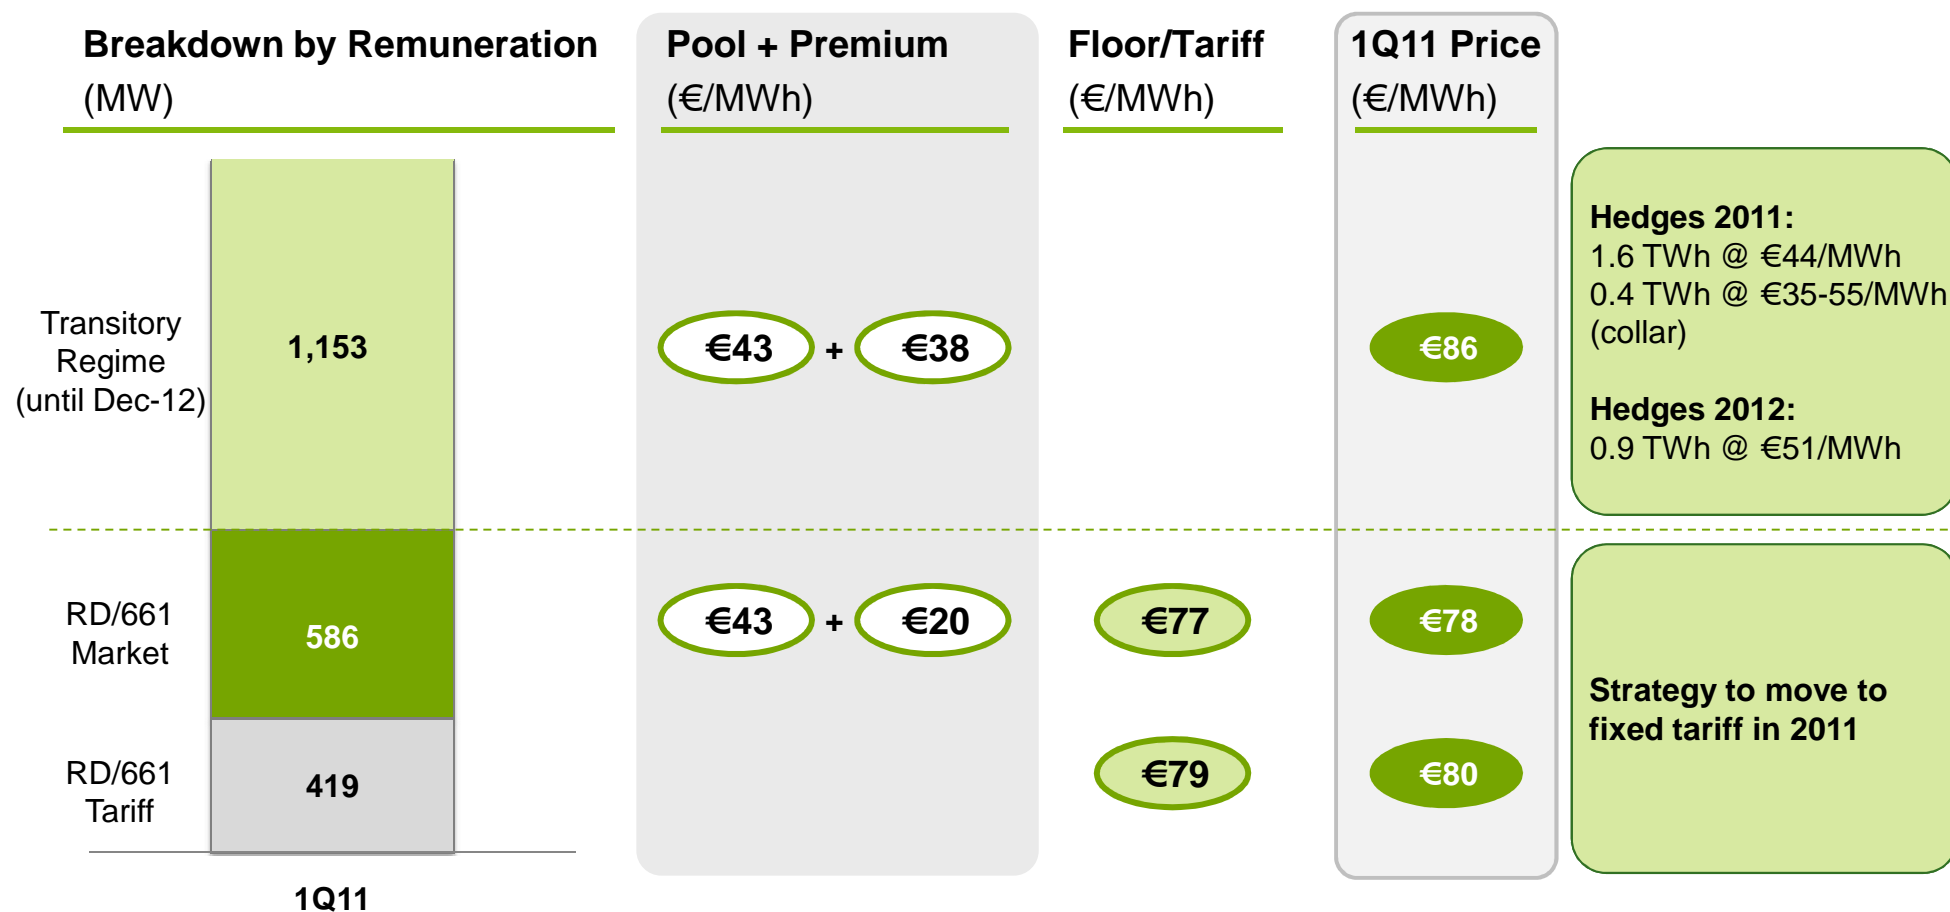 Breakdown by Remuneration
(MW)
Pool + Premium
(€/MWh)
Floor/Tariff
(€/MWh)
1Q11 Price
(€/MWh)
Transitory
Regime
(until Dec-12)
1,153
€43 + €38
€86
Hedges 2011:
1.6 TWh @ €44/MWh
0.4 TWh @ €35-55/MWh
(collar)
Hedges 2012:
0.9 TWh @ €51/MWh
RD/661
Market
586
€43 + €20
€77
€78
Strategy to move to
fixed tariff in 2011
RD/661
Tariff
419
€79
€80
1Q11